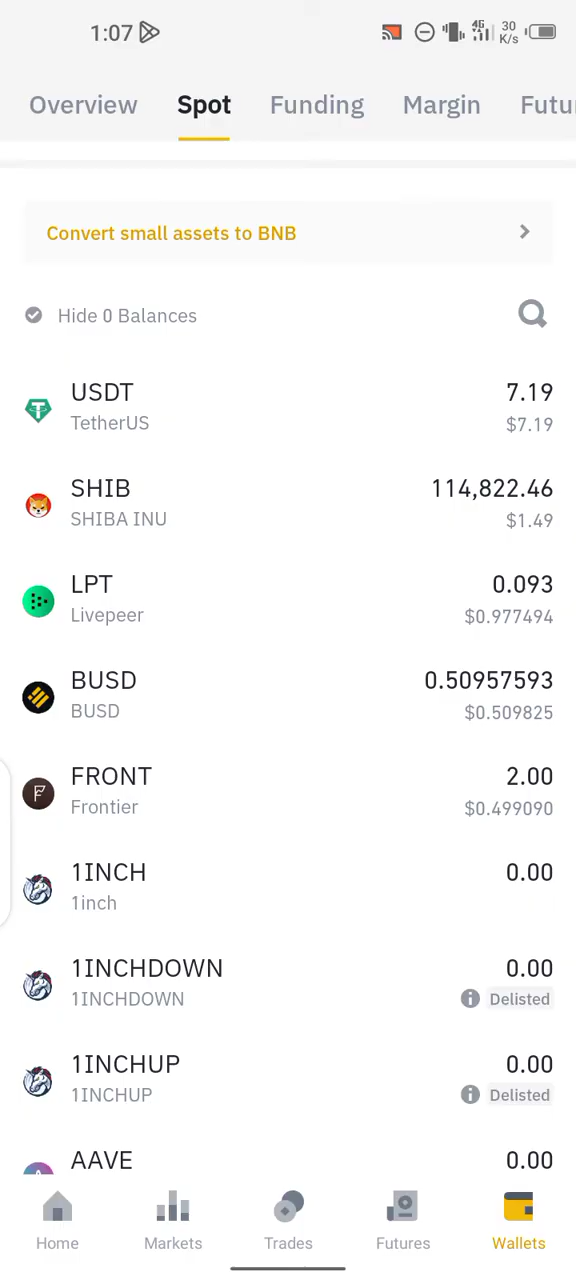 1:07
4G
30
K/s
Overview Spot Funding Margin Futu
Convert small assets to BNB
Hide 0 Balances
USDT 7.19
TetherUS $7.19
SHIB 114,822.46
SHIBA INU $1.49
LPT 0.093
Livepeer $0.977494
BUSD 0.50957593
BUSD $0.509825
FRONT 2.00
Frontier $0.499090
1INCH 0.00
1inch
1INCHDOWN 0.00
1INCHDOWN Delisted
1INCHUP 0.00
1INCHUP Delisted
AAVE 0.00
Home Markets Trades Futures Wallets